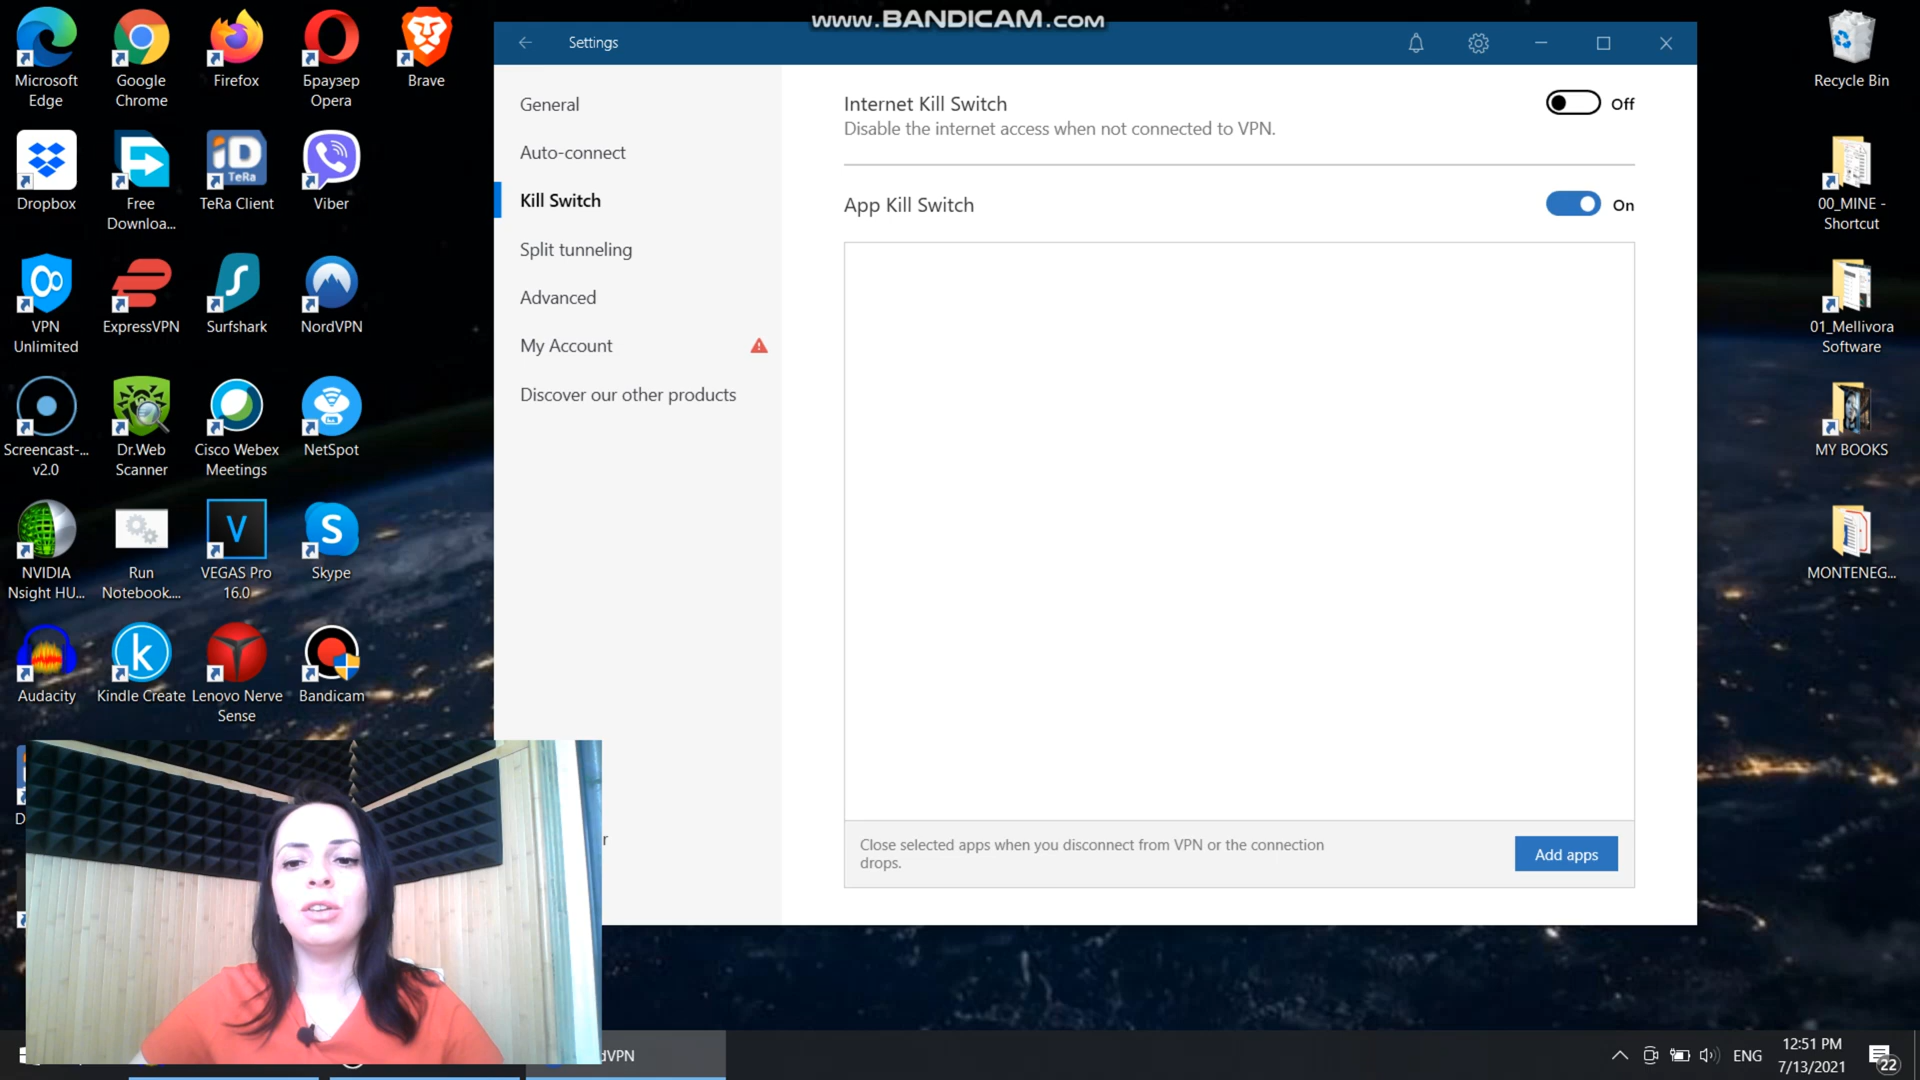 www.BANDICAM.com
Microsoft
Edge
Google
Chrome
Firefox
Браузер
Opera
Brave
Dropbox
Free
Downloa...
TeRa Client
iD
TeRa
Viber
VPN
Unlimited
ExpressVPN
Surfshark
NordVPN
Screencast-...
v2.0
Dr.Web
Scanner
Cisco Webex
Meetings
NetSpot
NVIDIA
Nsight HU...
Run
Notebook....
V
VEGAS Pro
16.0
S
Skype
Audacity
k
Kindle Create
Lenovo Nerve
Sense
Bandicam
D
Settings
General
Auto-connect
Kill Switch
Split tunneling
Advanced
My Account
Discover our other products
r
Internet Kill Switch
Off
Disable the internet access when not connected to VPN.
App Kill Switch
On
Close selected apps when you disconnect from VPN or the connection
drops.
Add apps
Recycle Bin
00_MINE -
Shortcut
01_Mellivora
Software
MY BOOKS
MONTENEG...
dVPN
ENG
12:51 PM
7/13/2021
22